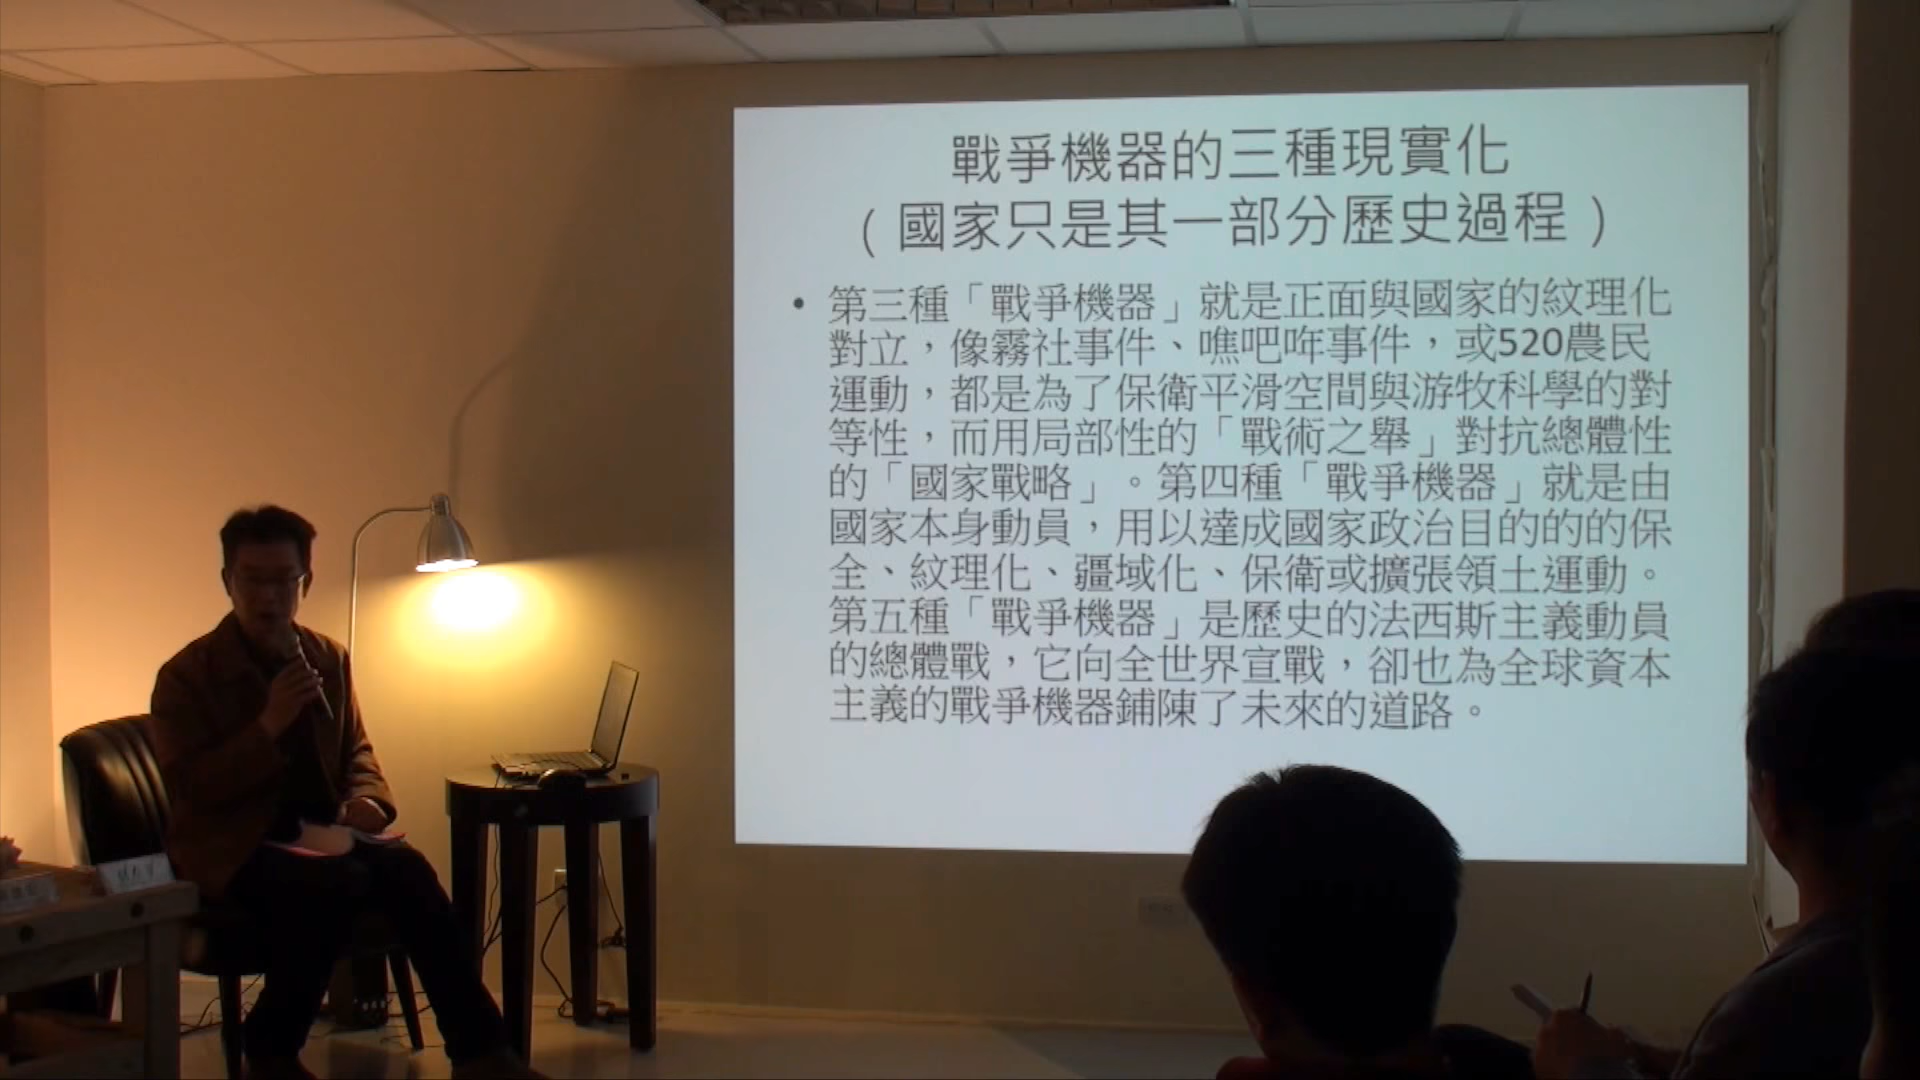 戰爭機器的三種現實化
（國家只是其一部分歷史過程）
• 第三種「戰爭機器」就是正面與國家的紋理化
對立，像霧社事件、噍吧哖事件，或520農民
運動，都是為了保衛平滑空間與游牧科學的對
等性，而用局部性的「戰術之舉」對抗總體性
的「國家戰略」。第四種「戰爭機器」就是由
國家本身動員，用以達成國家政治目的的的保
全、紋理化、疆域化、保衛或擴張領土運動。
第五種「戰爭機器」是歷史的法西斯主義動員
的總體戰，它向全世界宣戰，卻也為全球資本
主義的戰爭機器鋪陳了未來的道路。